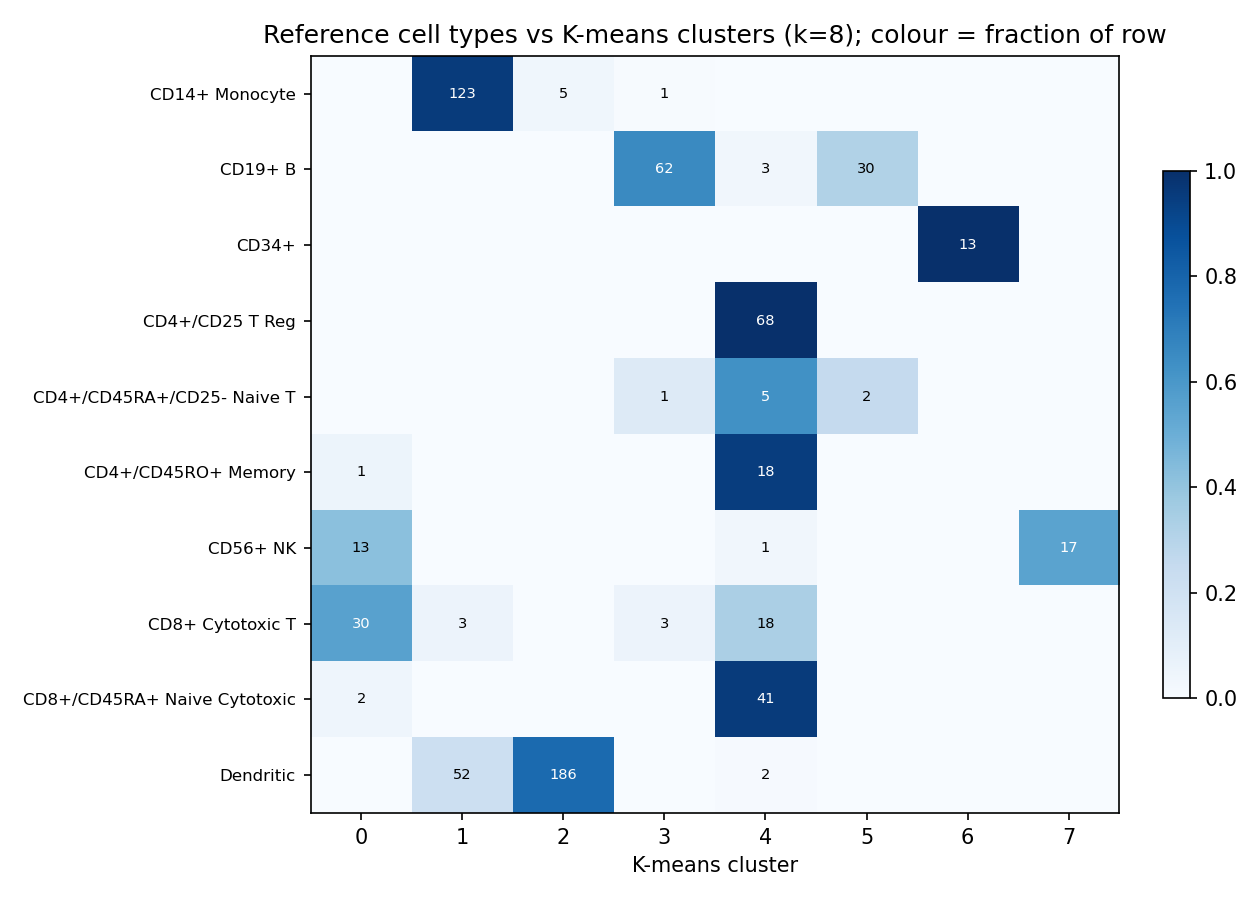 Reference cell types vs K-means clusters (k=8); colour = fraction of row
CD14+ Monocyte 123 5 1
CD19+ B 62 3 30
CD34+ 13
CD4+/CD25 T Reg 68
CD4+/CD45RA+/CD25- Naive T 1 5 2
CD4+/CD45RO+ Memory 1 18
CD56+ NK 13 1 17
CD8+ Cytotoxic T 30 3 3 18
CD8+/CD45RA+ Naive Cytotoxic 2 41
Dendritic 52 186 2
0 1 2 3 4 5 6 7
K-means cluster
1.0
0.8
0.6
0.4
0.2
0.0